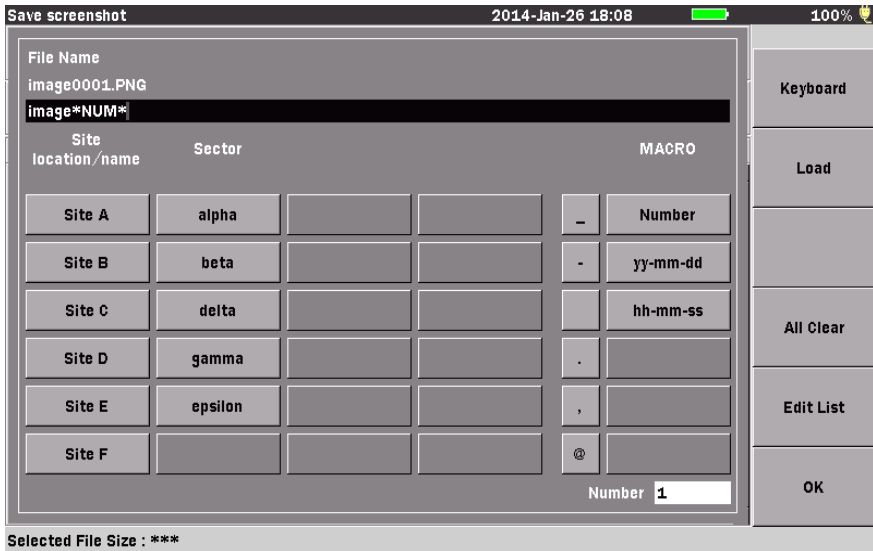 Save screenshot 2014-Jan-26 18:08 100%
File Name
image0001.PNG
image*NUM*
Site location/name Sector MACRO
Site A alpha _ Number
Site B beta - yy-mm-dd
Site C delta hh-mm-ss
Site D gamma .
Site E epsilon ,
Site F @
Number 1
Keyboard
Load
All Clear
Edit List
OK
Selected File Size : ***